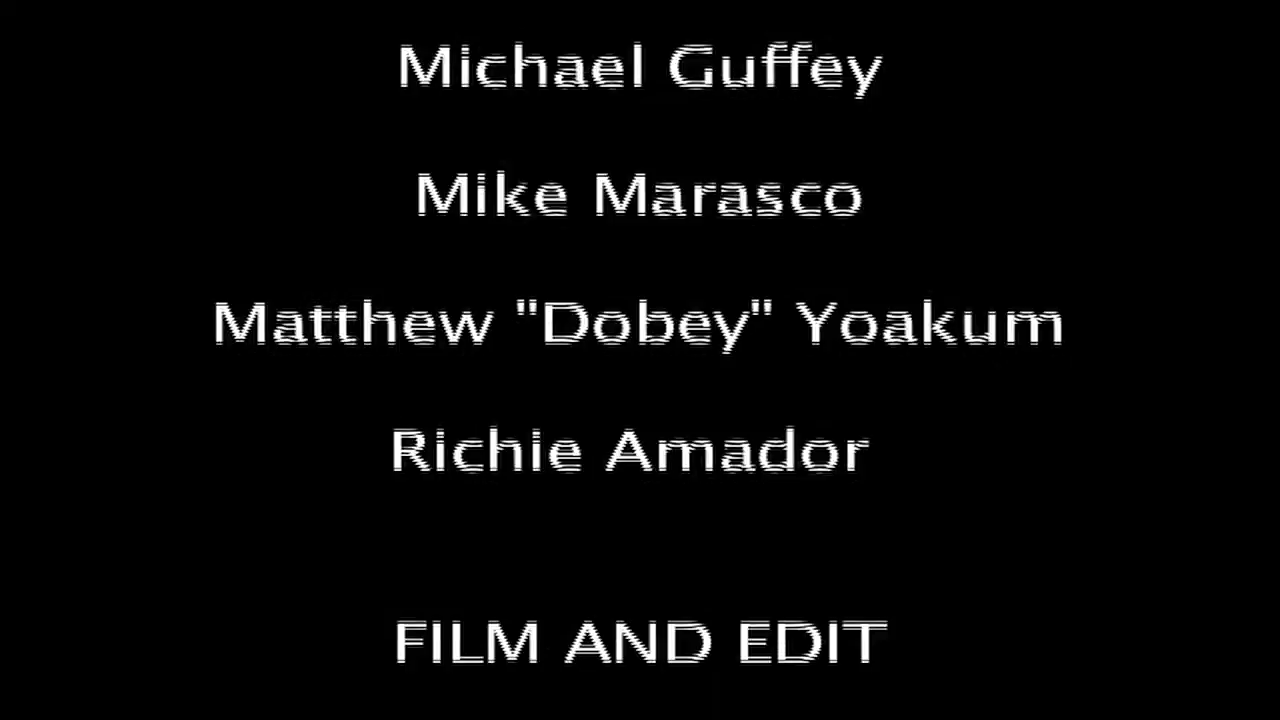 Michael Guffey
Mike Marasco
Matthew "Dobey" Yoakum
Richie Amador
FILM AND EDIT